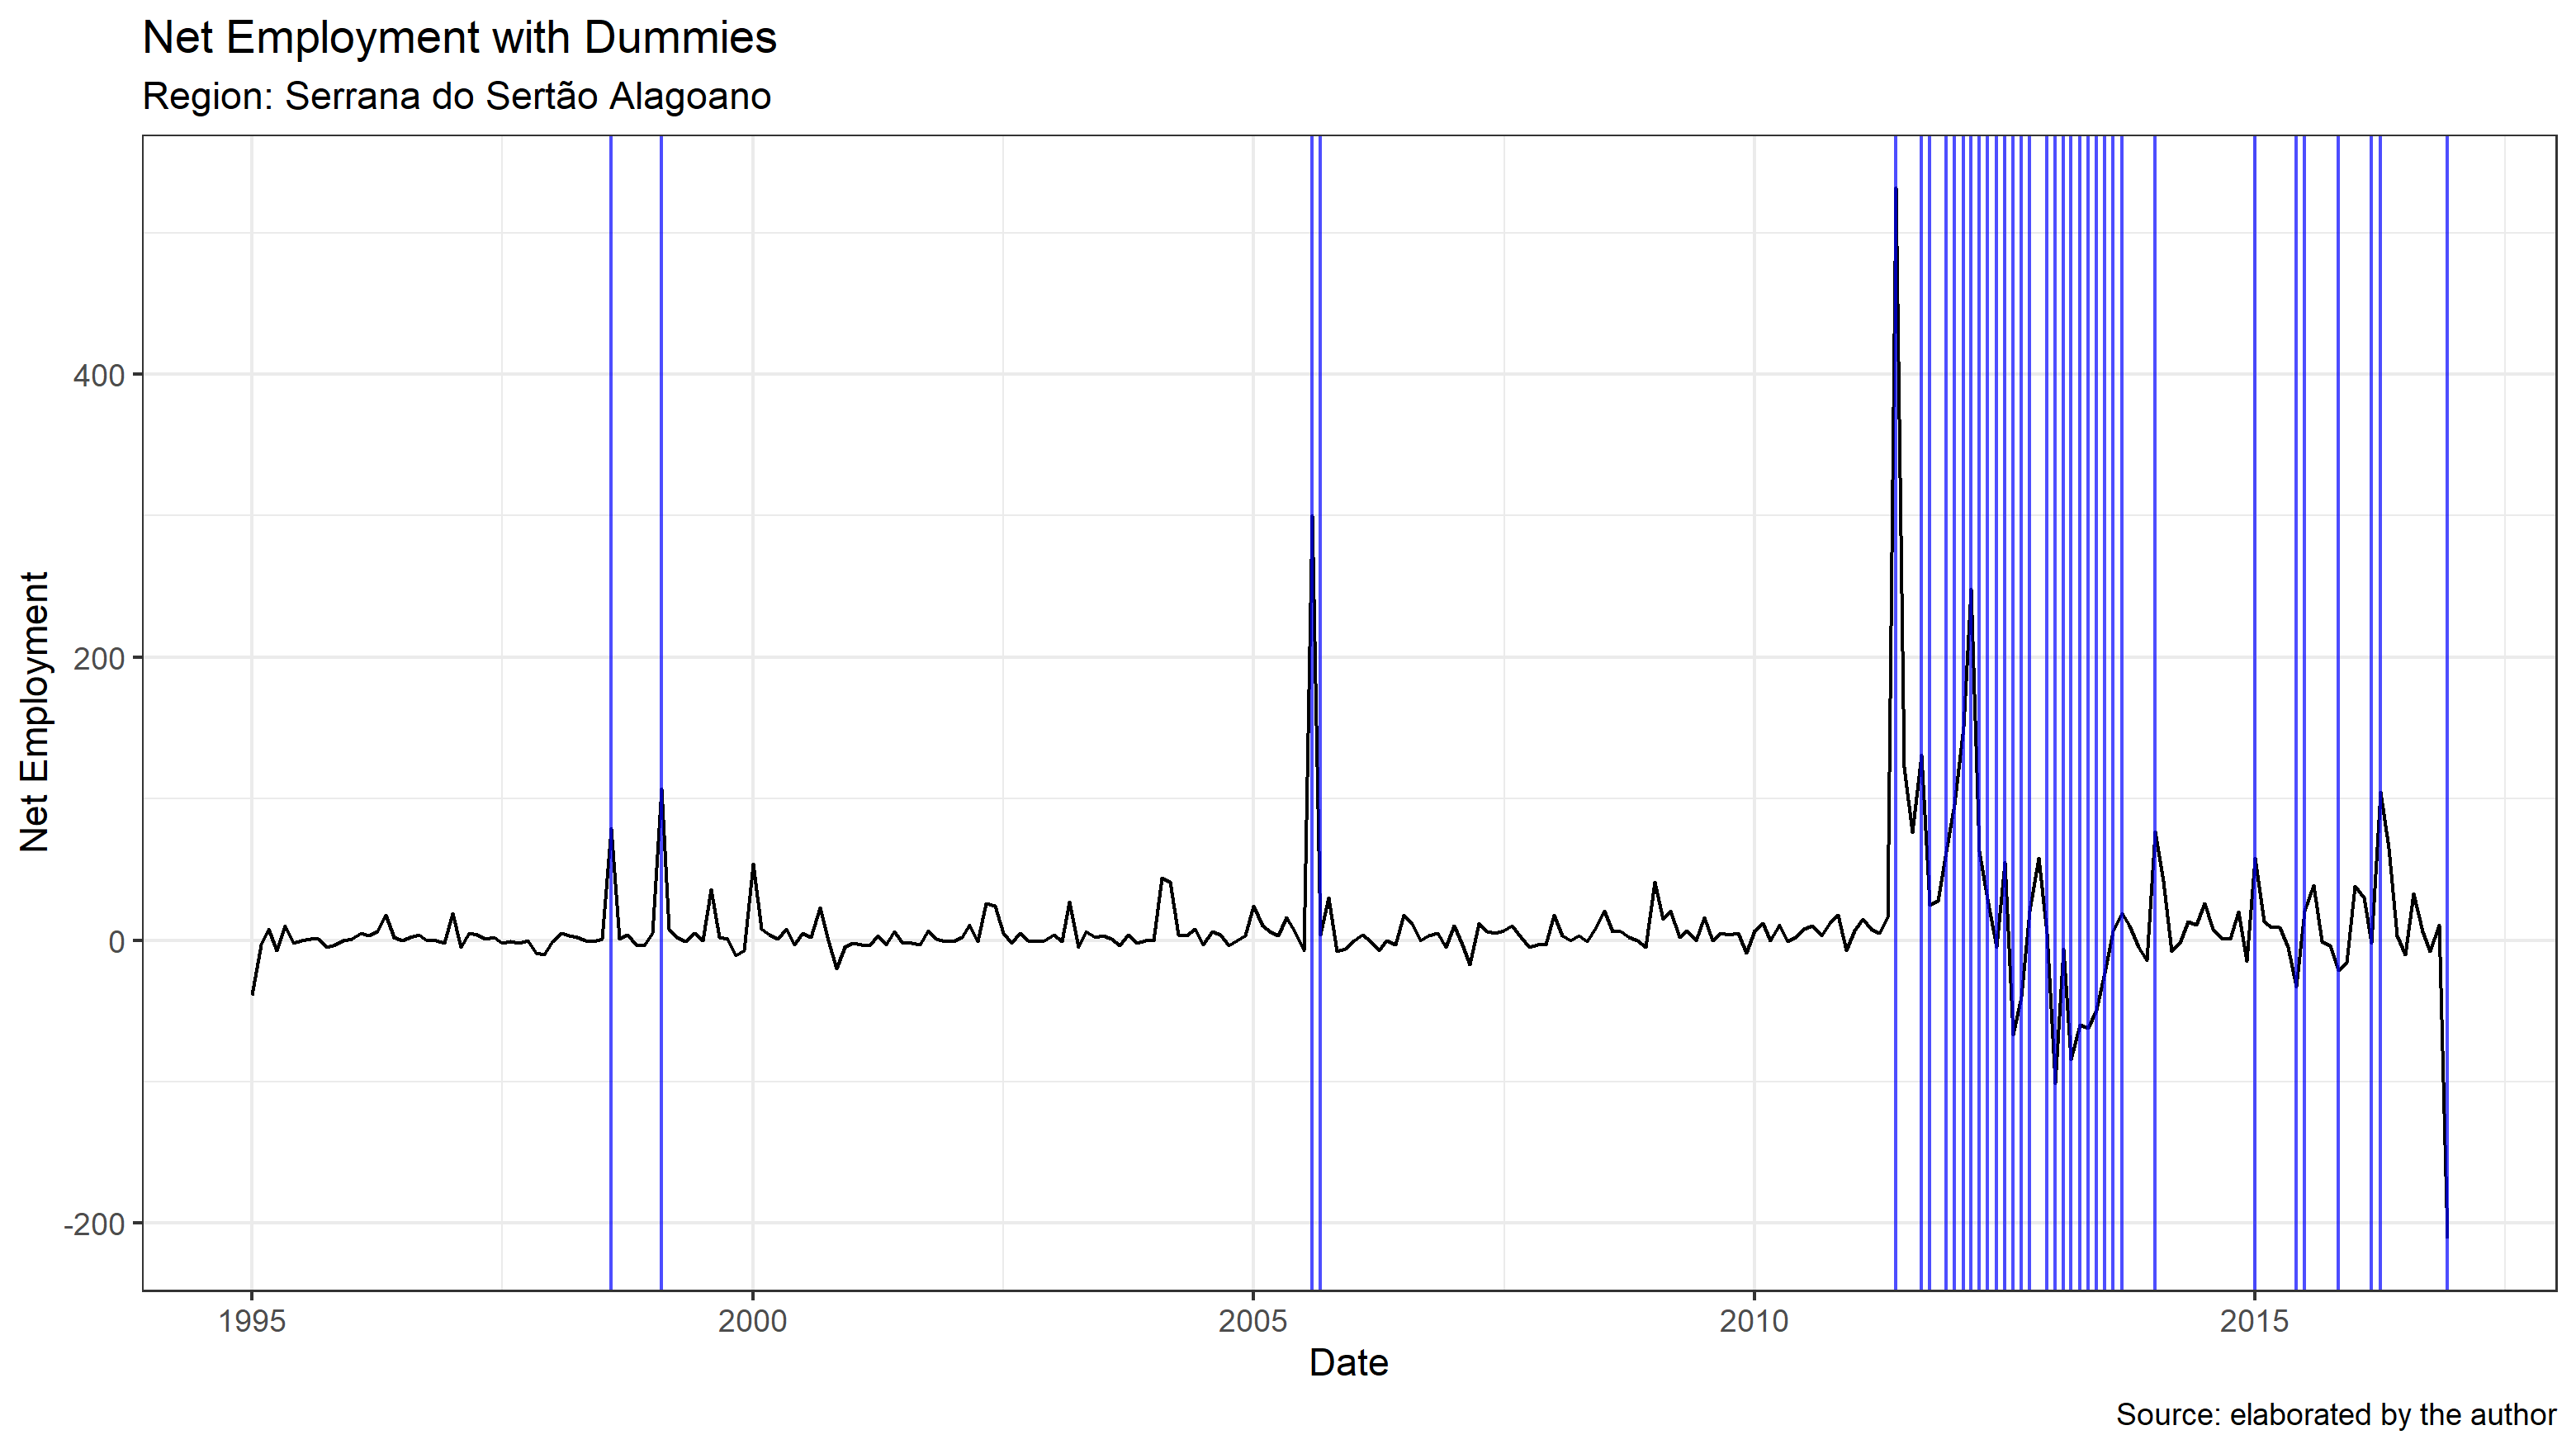 Net Employment with Dummies
Region: Serrana do Sertão Alagoano
Net Employment
400
200
0
-200
1995 2000 2005 2010 2015
Date
Source: elaborated by the author